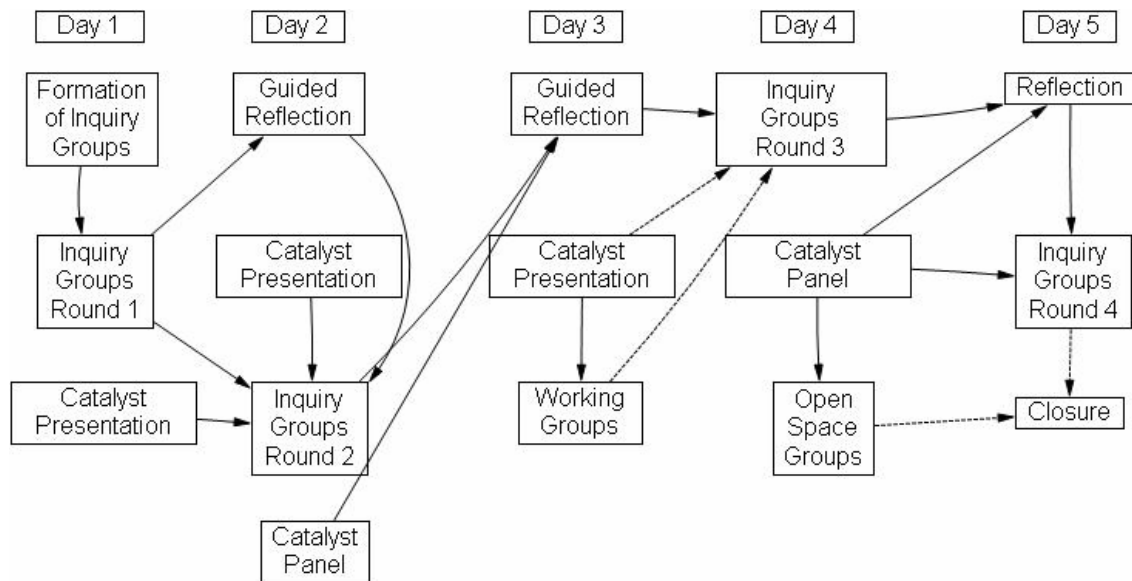 Day 1
Day 2
Day 3
Day 4
Day 5
Formation
of Inquiry
Groups
Guided
Reflection
Guided
Reflection
Inquiry
Groups
Round 3
Reflection
Inquiry
Groups
Round 1
Catalyst
Presentation
Catalyst
Presentation
Catalyst
Panel
Inquiry
Groups
Round 4
Catalyst
Presentation
Inquiry
Groups
Round 2
Working
Groups
Open
Space
Groups
Closure
Catalyst
Panel